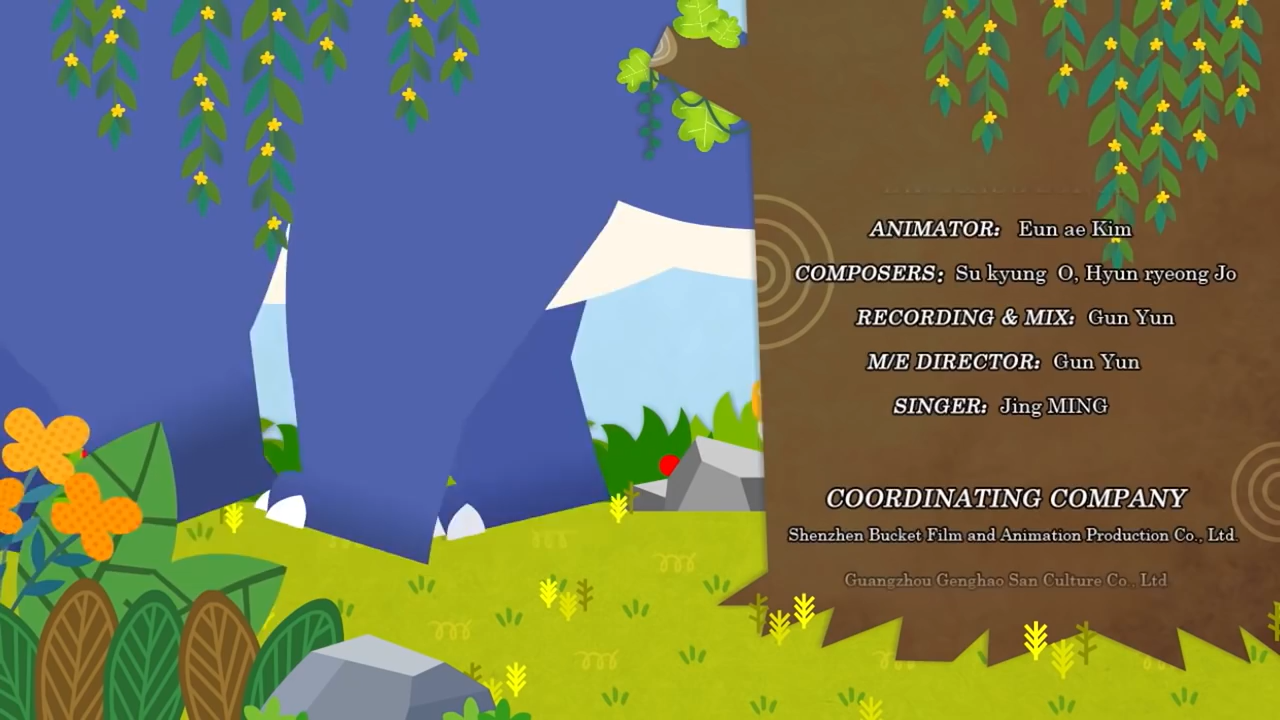 ANIMATOR: Eun ae Kim
COMPOSERS: Su kyung O, Hyun ryeong Jo
RECORDING & MIX: Gun Yun
M/E DIRECTOR: Gun Yun
SINGER: Jing MING
COORDINATING COMPANY
Shenzhen Bucket Film and Animation Production Co., Ltd.
Guangzhou Genghao San Culture Co., Ltd